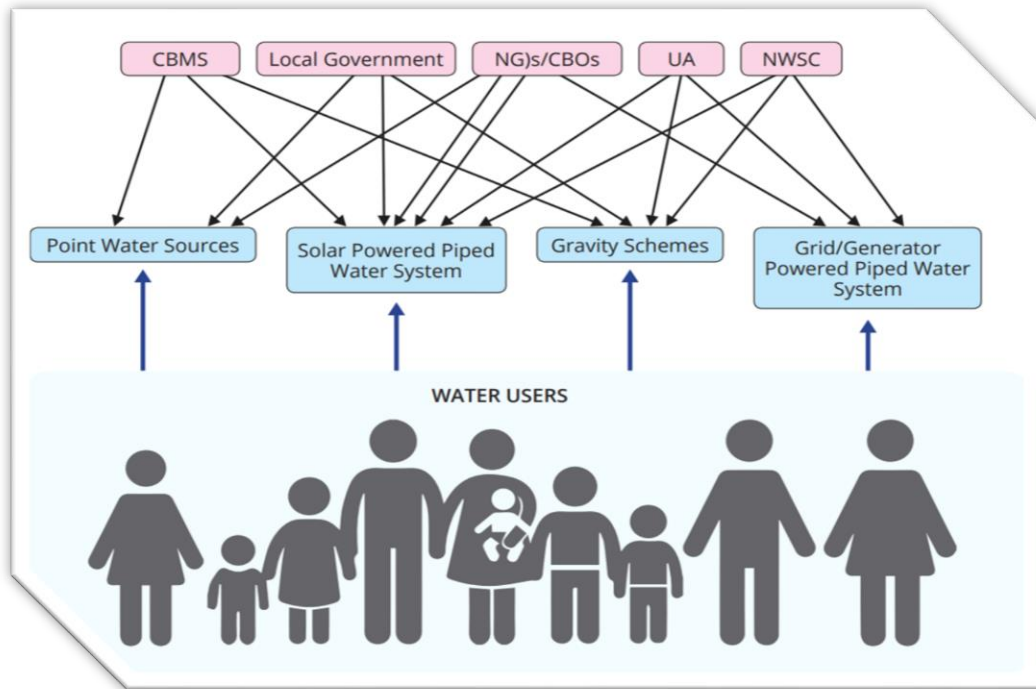 CBMS
Local Government
NG)s/CBOs
UA
NWSC
Point Water Sources
Solar Powered Piped
Water System
Gravity Schemes
Grid/Generator
Powered Piped Water
System
WATER USERS